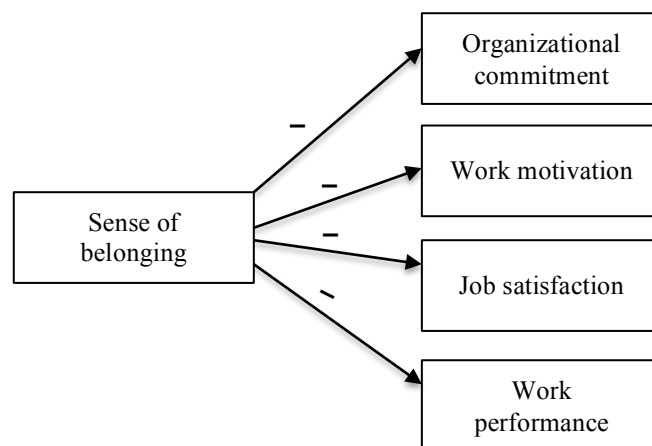 Organizational
commitment
–
Work motivation
–
Sense of
belonging
–
Job satisfaction
–
Work
performance